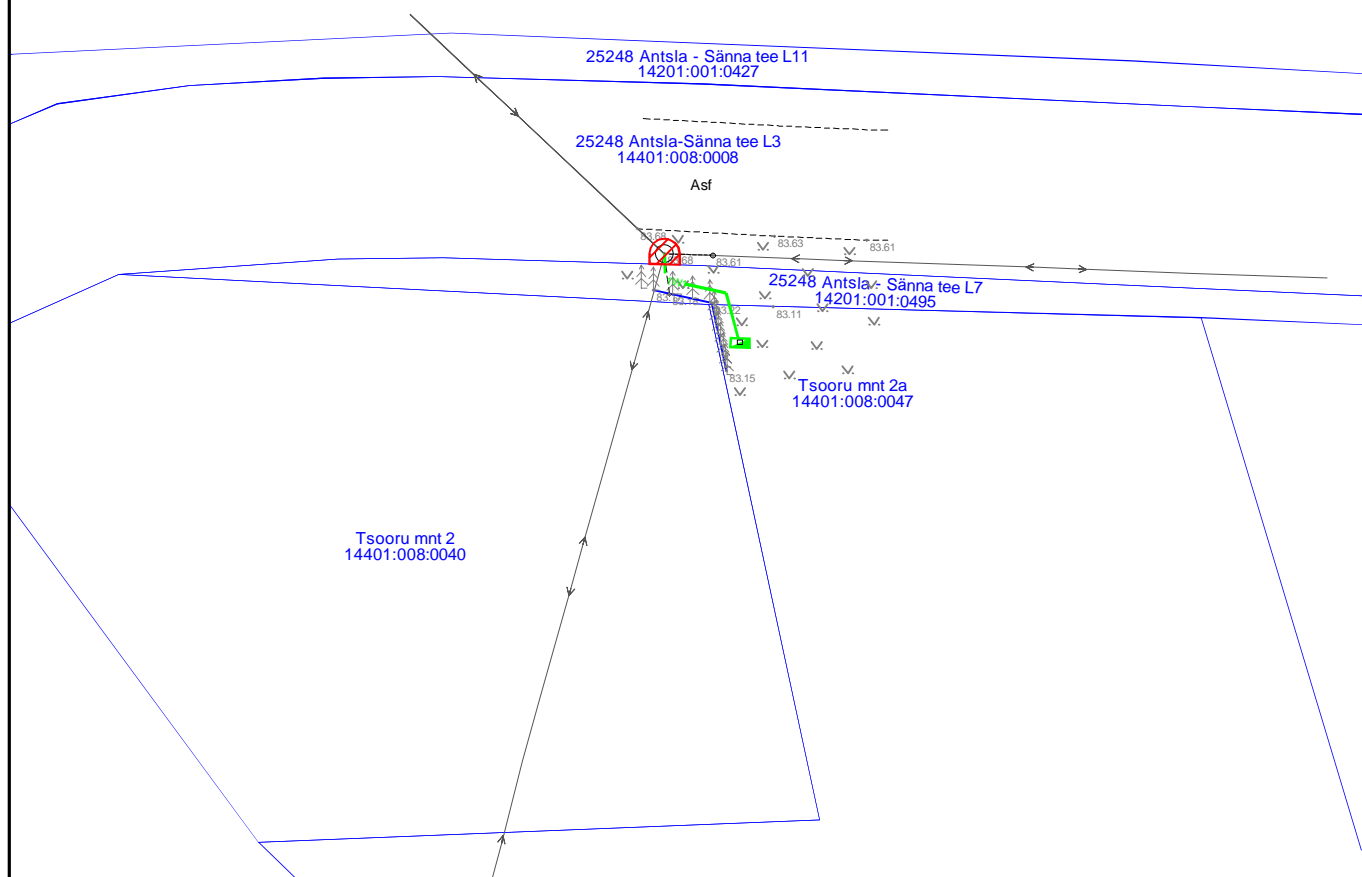 25248 Antsla - Sänna tee L11
14201:001:0427
25248 Antsla-Sänna tee L3
14401:008:0008
Asf
83.68
83.63
83.61
83.61
25248 Antsla - Sänna tee L7
14201:001:0495
83.11
83.15
Tsooru mnt 2a
14401:008:0047
Tsooru mnt 2
14401:008:0040